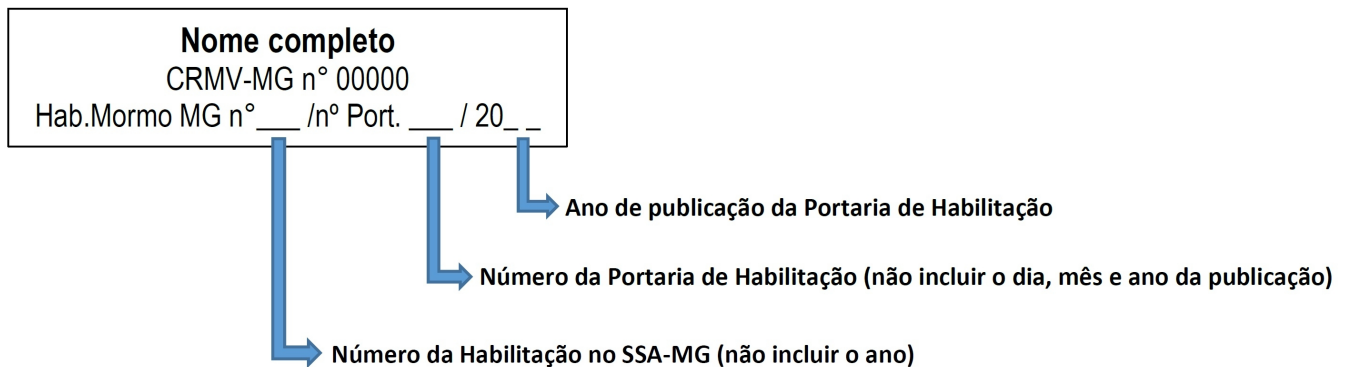 Nome completo
CRMV-MG n° 00000
Hab.Mormo MG n°___ /nº Port. ___ / 20_ _
Ano de publicação da Portaria de Habilitação
Número da Portaria de Habilitação (não incluir o dia, mês e ano da publicação)
Número da Habilitação no SSA-MG (não incluir o ano)